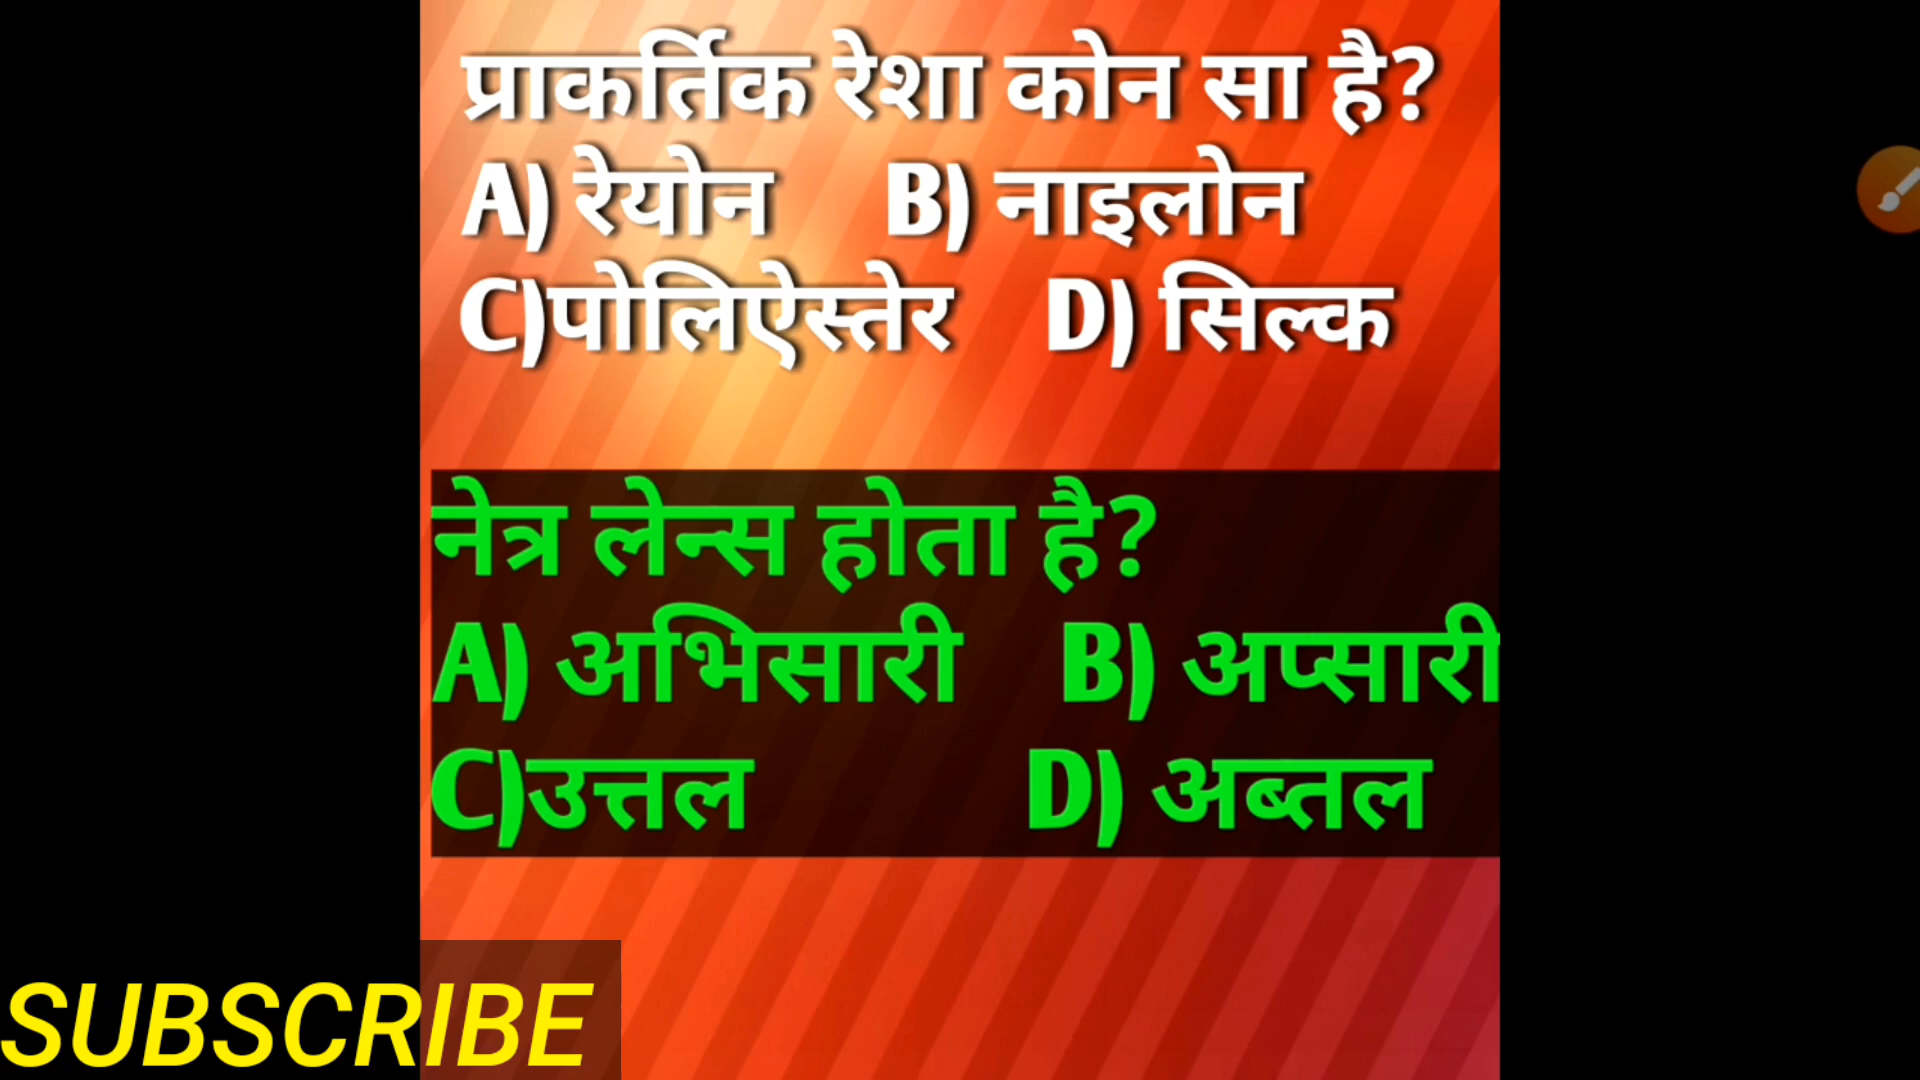 प्राकर्तिक रेशा कोन सा है?
A) रेयोन B) नाइलोन
C)पोलिऐस्तेर D) सिल्क
नेत्र लेन्स होता है?
A) अभिसारी B) अप्सारी
C)उत्तल D) अब्तल
SUBSCRIBE